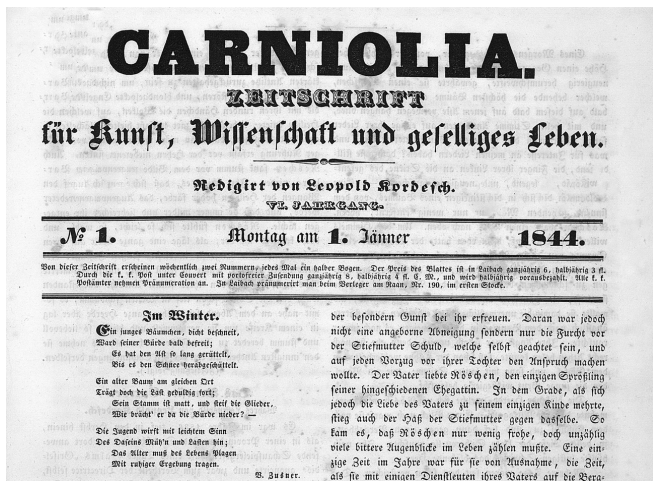 CARNIOLIA.
ZEITSCHRIFT
für Kunst, Wissenschaft und geselliges Leben.
Redigirt von Leopold Kordesch.
VI. JAHRGANG.
№ 1. Montag am 1. Jänner 1844.
Von dieser Zeitschrift erscheinen wöchentlich zwei Nummern, jedes Mal ein halber Bogen. Der Preis des Blattes ist in Laibach ganzjährig 6, halbjährig 3 fl.
Durch die k. k. Post unter Couvert mit portofreier Zusendung ganzjährig 8, halbjährig 4 fl. C. M., und wird halbjährig vorausbezahlt. Alle k. k.
Postämter nehmen Pränumeration an. In Laibach pränumerirt man beim Verleger am Raan, Nr. 190, im ersten Stocke.
Im Winter.
Ein junges Bäumchen, dicht beschneit,
Ward seiner Bürde bald befreit;
Es hat den Ast so lang gerüttelt,
Bis es den Schnee herabgeschüttelt.
Ein alter Baum am gleichen Ort
Trägt doch die Last geduldig fort;
Sein Stamm ist matt, und steif die Glieder,
Wie brächt' er da die Bürde nieder? —
Die Jugend wirft mit leichtem Sinn
Des Daseins Müh'n und Lasten hin;
Das Alter muß des Lebens Plagen
Mit ruhiger Ergebung tragen.
V. Zusner.
der besondern Gunst bei ihr erfreuen. Daran war jedoch
nicht eine angeborne Abneigung sondern nur die Furcht vor
der Stiefmutter Schuld, welche selbst geachtet sein, und
auf jeden Vorzug vor ihrer Tochter den Anspruch machen
wollte. Der Vater liebte Röschen, den einzigen Sprößling
seiner hingeschiedenen Ehegattin. In dem Grade, als sich
jedoch die Liebe des Vaters zu seinem einzigen Kinde mehrte,
stieg auch der Haß der Stiefmutter gegen dasselbe. So
kam es, daß Röschen nur wenig frohe, doch unzählig
viele bittere Augenblicke im Leben zählen mußte. Eine ein-
zige Zeit im Jahre war für sie von Ausnahme, die Zeit,
als sie mit einigen Dienstleuten ihres Vaters auf die Berg-